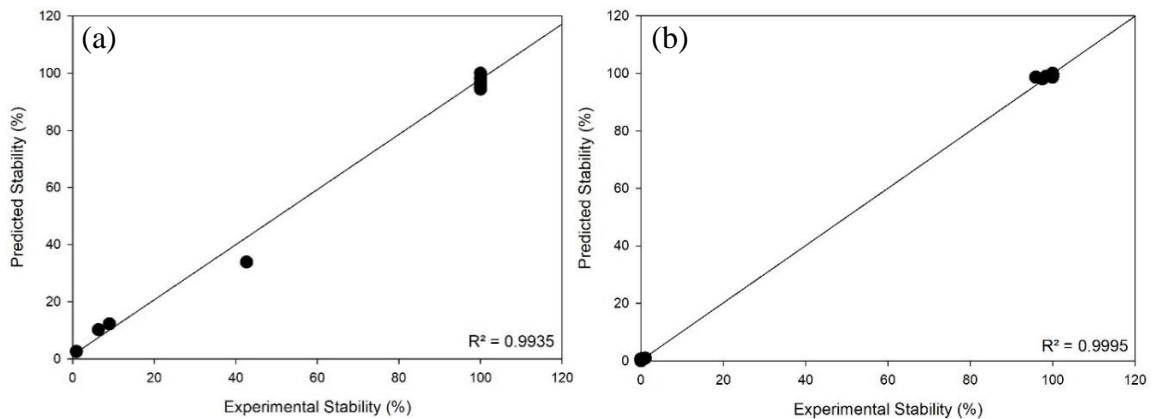 (a)
120
100
80
60
40
20
0
Predicted Stability (%)
R² = 0.9935
0 20 40 60 80 100 120
Experimental Stability (%)
(b)
120
100
80
60
40
20
0
Predicted Stability (%)
R² = 0.9995
0 20 40 60 80 100 120
Experimental Stability (%)